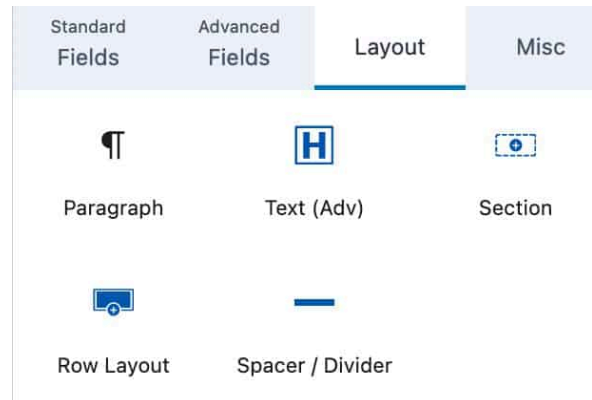 Standard
Fields
Advanced
Fields
Layout
Misc
¶
H
Paragraph
Text (Adv)
Section
Row Layout
Spacer / Divider